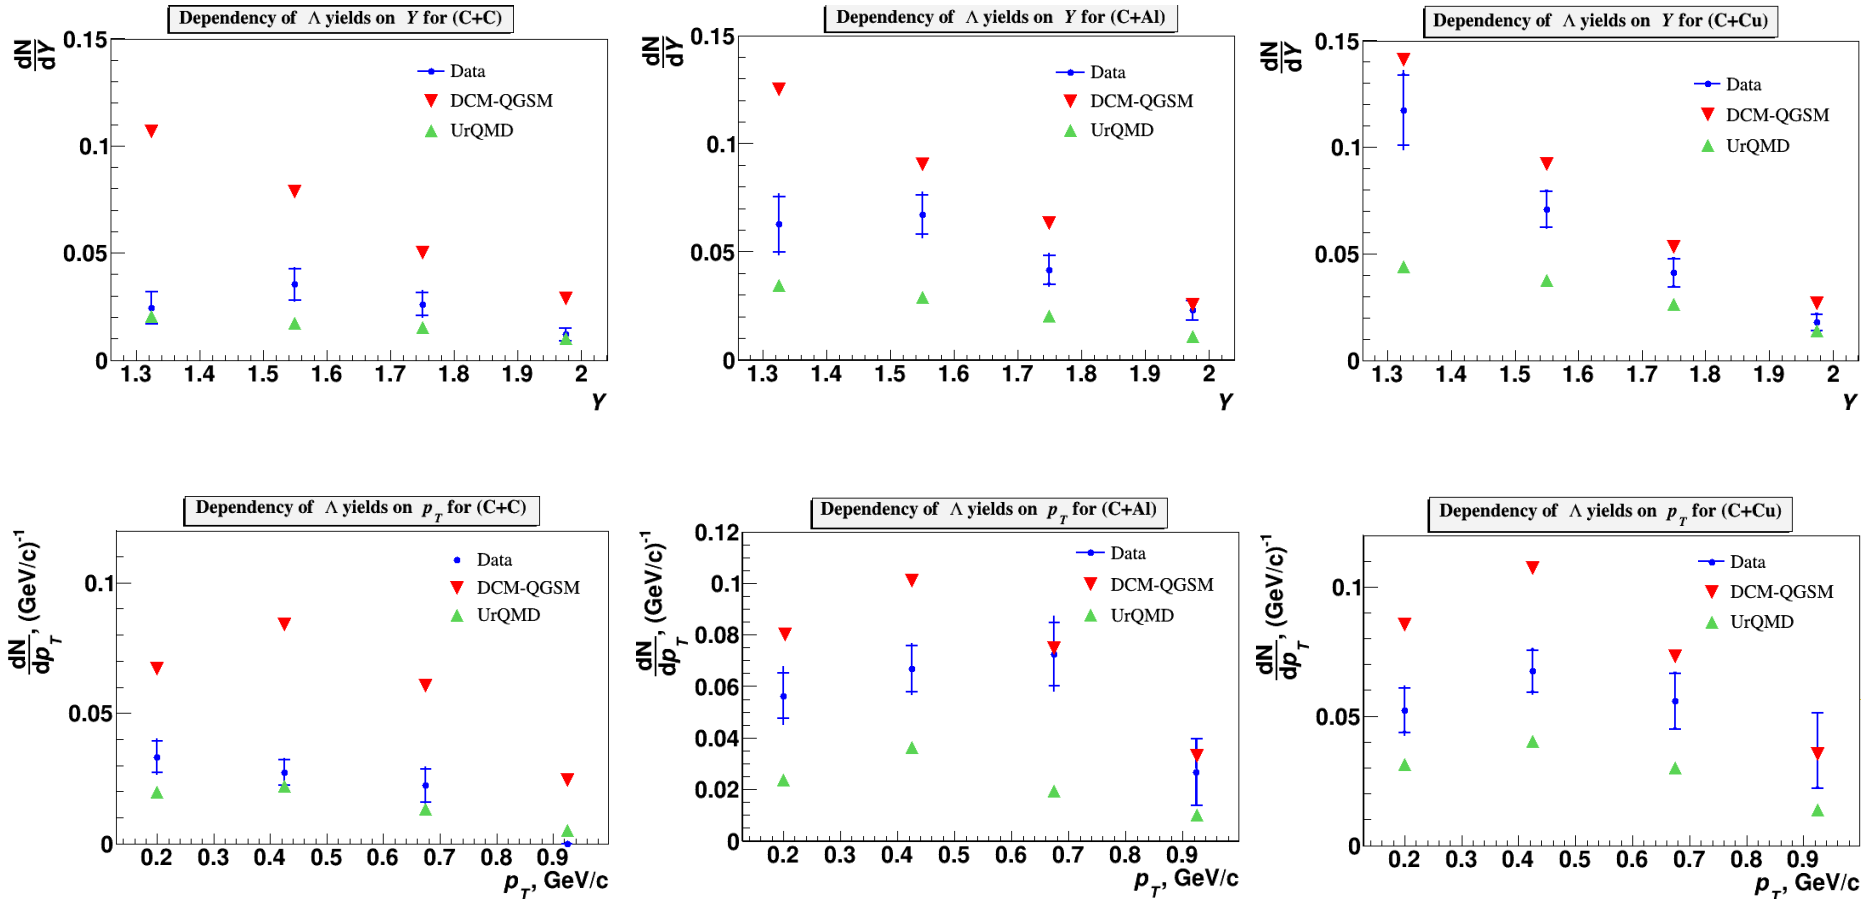 Dependency of Λ yields on Y for (C+C)
dN
dY
0.15
0.1
0.05
0
Data
DCM-QGSM
UrQMD
1.3 1.4 1.5 1.6 1.7 1.8 1.9 2
Y
Dependency of Λ yields on Y for (C+Al)
dN
dY
0.15
0.1
0.05
0
Data
DCM-QGSM
UrQMD
1.3 1.4 1.5 1.6 1.7 1.8 1.9 2
Y
Dependency of Λ yields on Y for (C+Cu)
dN
dY
0.15
0.1
0.05
0
Data
DCM-QGSM
UrQMD
1.3 1.4 1.5 1.6 1.7 1.8 1.9 2
Y
Dependency of Λ yields on p_T for (C+C)
dN
dp_T, (GeV/c)^-1
0.1
0.05
0
Data
DCM-QGSM
UrQMD
0.2 0.3 0.4 0.5 0.6 0.7 0.8 0.9
p_T, GeV/c
Dependency of Λ yields on p_T for (C+Al)
dN
dp_T, (GeV/c)^-1
0.12
0.1
0.08
0.06
0.04
0.02
0
Data
DCM-QGSM
UrQMD
0.2 0.3 0.4 0.5 0.6 0.7 0.8 0.9
p_T, GeV/c
Dependency of Λ yields on p_T for (C+Cu)
dN
dp_T, (GeV/c)^-1
0.1
0.05
0
Data
DCM-QGSM
UrQMD
0.2 0.3 0.4 0.5 0.6 0.7 0.8 0.9
p_T, GeV/c